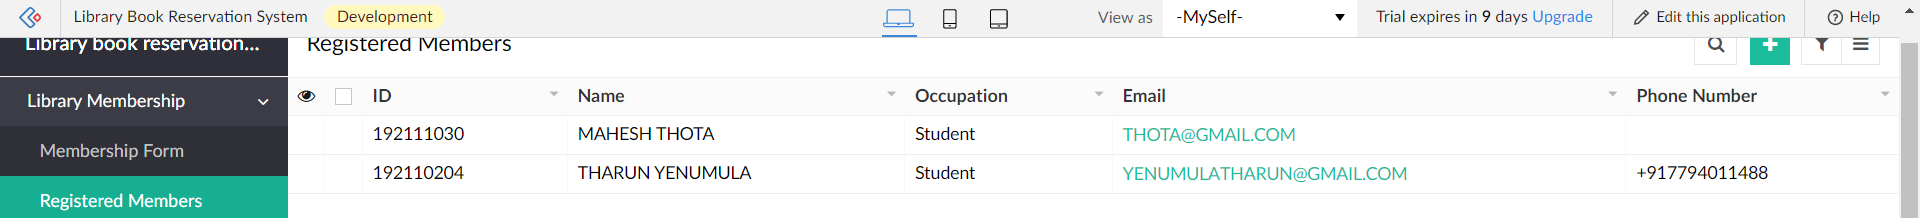 Library Book Reservation System Development View as -MySelf- Trial expires in 9 days Upgrade Edit this application Help
Library book reservation...
Registered Members
Library Membership
Membership Form
Registered Members
ID Name Occupation Email Phone Number
192111030 MAHESH THOTA Student THOTA@GMAIL.COM
192110204 THARUN YENUMULA Student YENUMULATHARUN@GMAIL.COM +917794011488